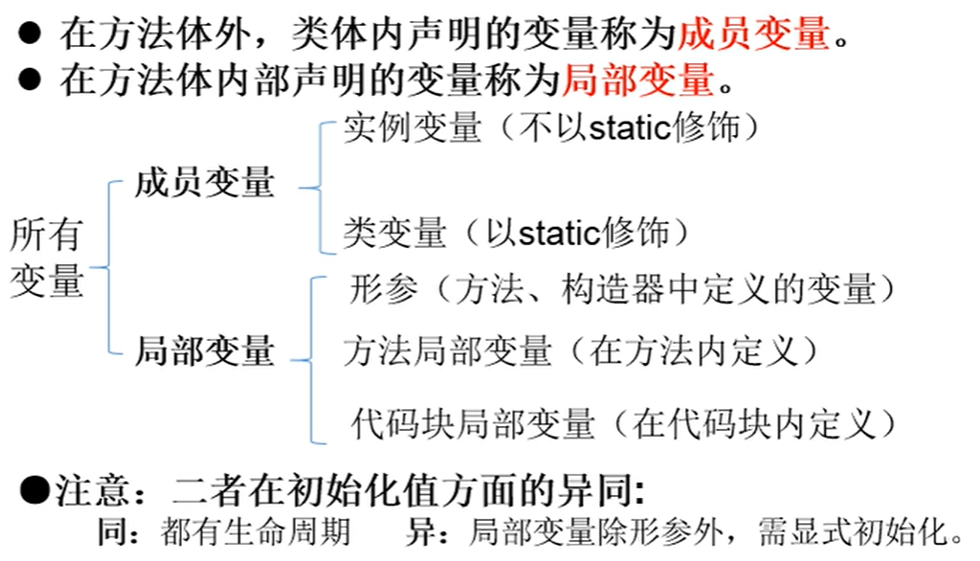 ● 在方法体外，类体内声明的变量称为成员变量。
● 在方法体内部声明的变量称为局部变量。
所有
变量
成员变量
实例变量（不以static修饰）
类变量（以static修饰）
局部变量
形参（方法、构造器中定义的变量）
方法局部变量（在方法内定义）
代码块局部变量（在代码块内定义）
●注意：二者在初始化值方面的异同:
同：都有生命周期 异：局部变量除形参外，需显式初始化。